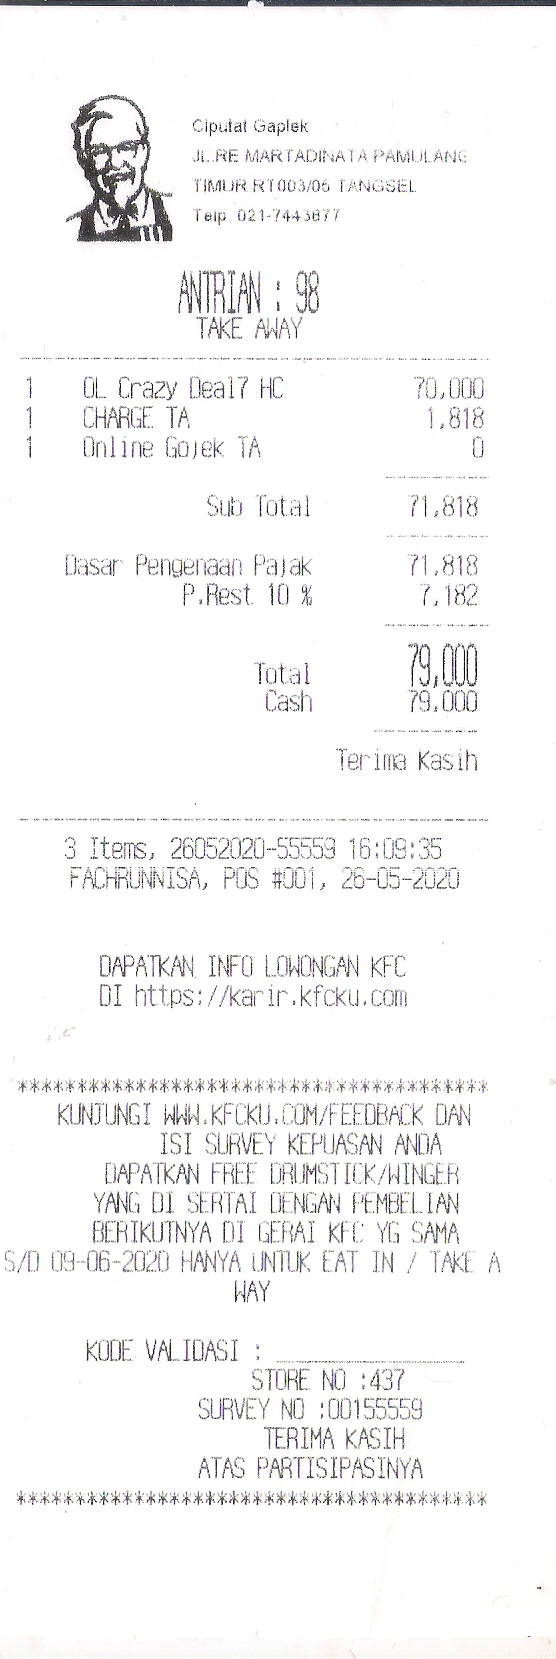 Ciputat Gaplek
JL.RE MARTADINATA PAMULANG
TIMUR RT003/05 TANGSEL
Telp. 021-7443877
ANTRIAN : 98
TAKE AWAY
1 OL Crazy Deal7 HC 70,000
1 CHARGE TA 1,818
1 Online Gojek TA 0
Sub Total 71,818
Dasar Pengenaan Pajak 71,818
P.Rest 10 % 7,182
Total 79,000
Cash 79,000
Terima Kasih
3 Items, 26052020-55559 16:09:35
FACHRUNNISA, POS #001, 26-05-2020
DAPATKAN INFO LOWONGAN KFC
DI https://karir.kfcku.com
****************************************
KUNJUNGI WWW.KFCKU.COM/FEEDBACK DAN
ISI SURVEY KEPUASAN ANDA
DAPATKAN FREE DRUMSTICK/WINGER
YANG DI SERTAI DENGAN PEMBELIAN
BERIKUTNYA DI GERAI KFC YG SAMA
S/D 09-06-2020 HANYA UNTUK EAT IN / TAKE A
WAY
KODE VALIDASI : ________________
STORE NO :437
SURVEY NO :00155559
TERIMA KASIH
ATAS PARTISIPASINYA
****************************************